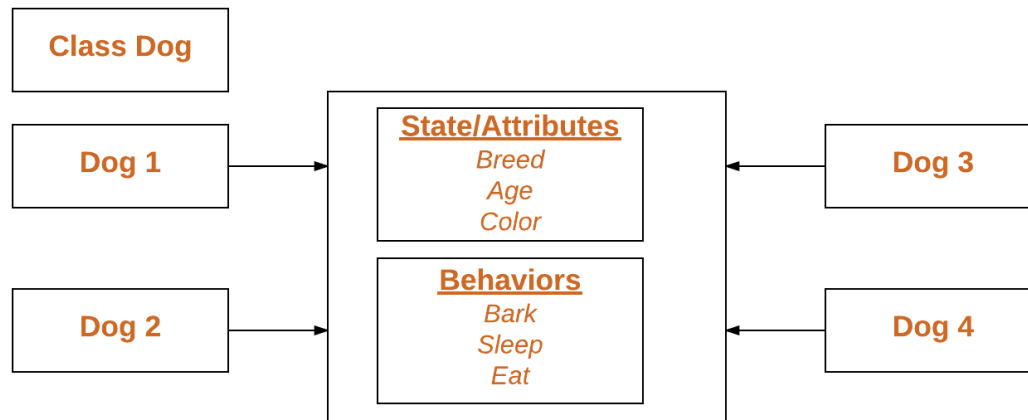 Class Dog
Dog 1
Dog 2
State/Attributes
Breed
Age
Color
Behaviors
Bark
Sleep
Eat
Dog 3
Dog 4